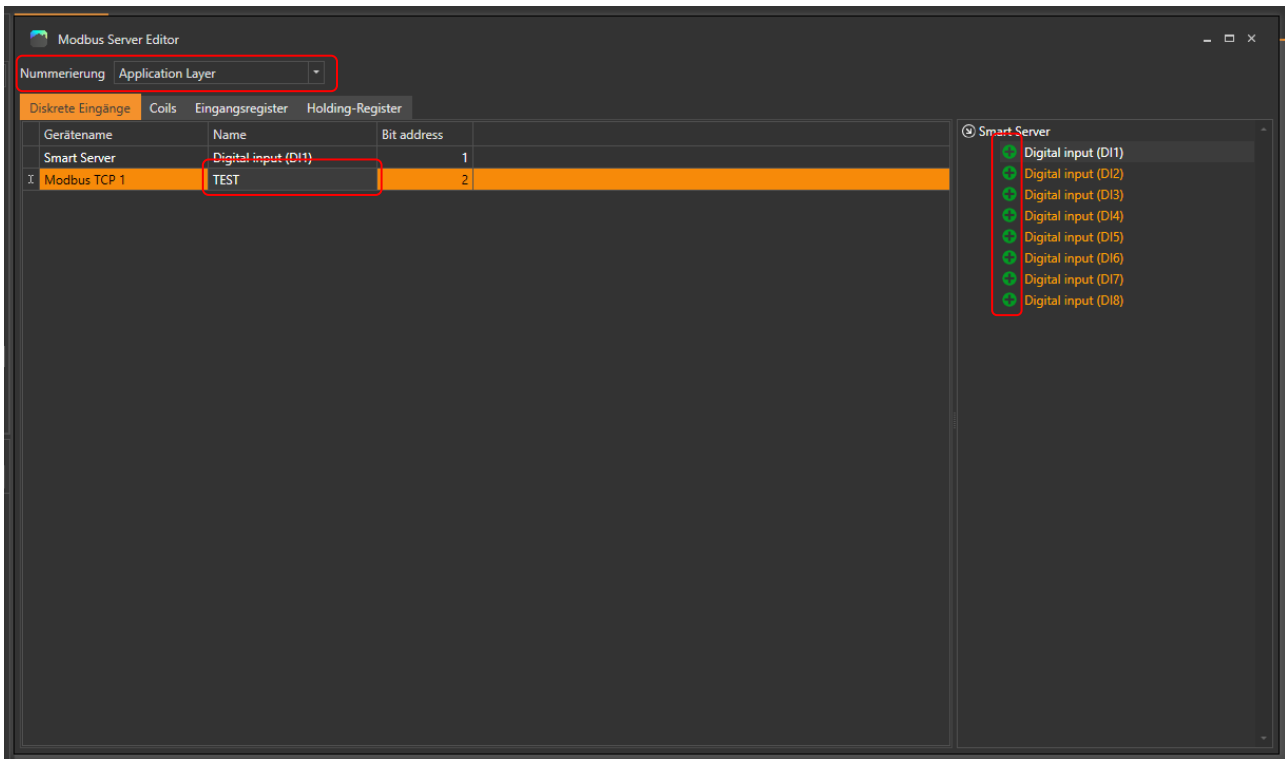 Modbus Server Editor
Nummerierung Application Layer
Diskrete Eingänge Coils Eingangsregister Holding-Register
Gerätename Name Bit address
Smart Server Digital input (DI1) 1
Modbus TCP 1 TEST 2
Smart Server
Digital input (DI1)
Digital input (DI2)
Digital input (DI3)
Digital input (DI4)
Digital input (DI5)
Digital input (DI6)
Digital input (DI7)
Digital input (DI8)